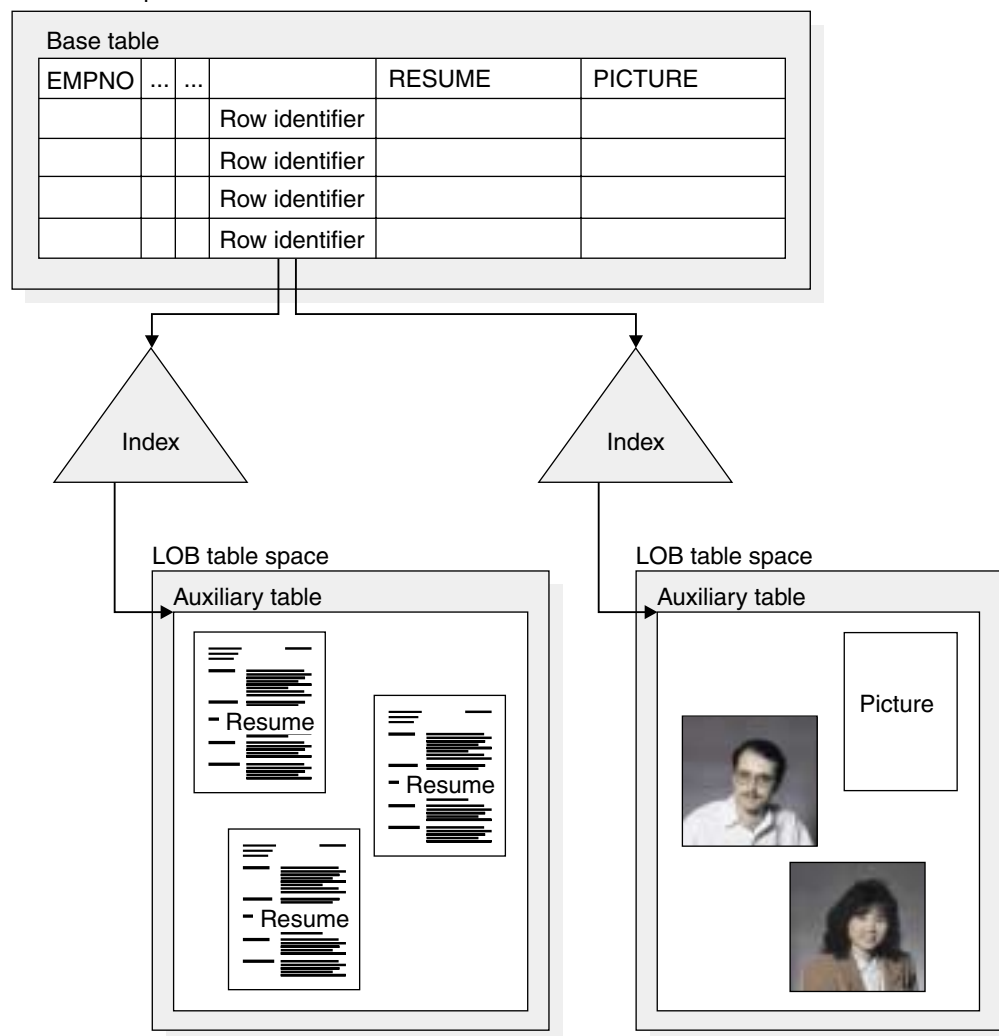 Base table
EMPNO ... ... RESUME PICTURE
Row identifier
Row identifier
Row identifier
Row identifier
Index Index
LOB table space LOB table space
Auxiliary table Auxiliary table
Resume
Picture
Resume
Resume